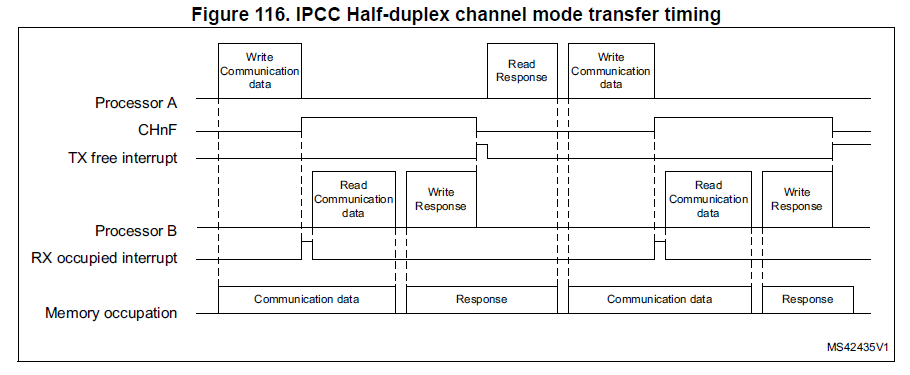 Figure 116. IPCC Half-duplex channel mode transfer timing
Write
Communication
data
Read
Response
Write
Communication
data
Processor A
CHnF
TX free interrupt
Read
Communication
data
Write
Response
Read
Communication
data
Write
Response
Processor B
RX occupied interrupt
Memory occupation
Communication data
Response
Communication data
Response
MS42435V1